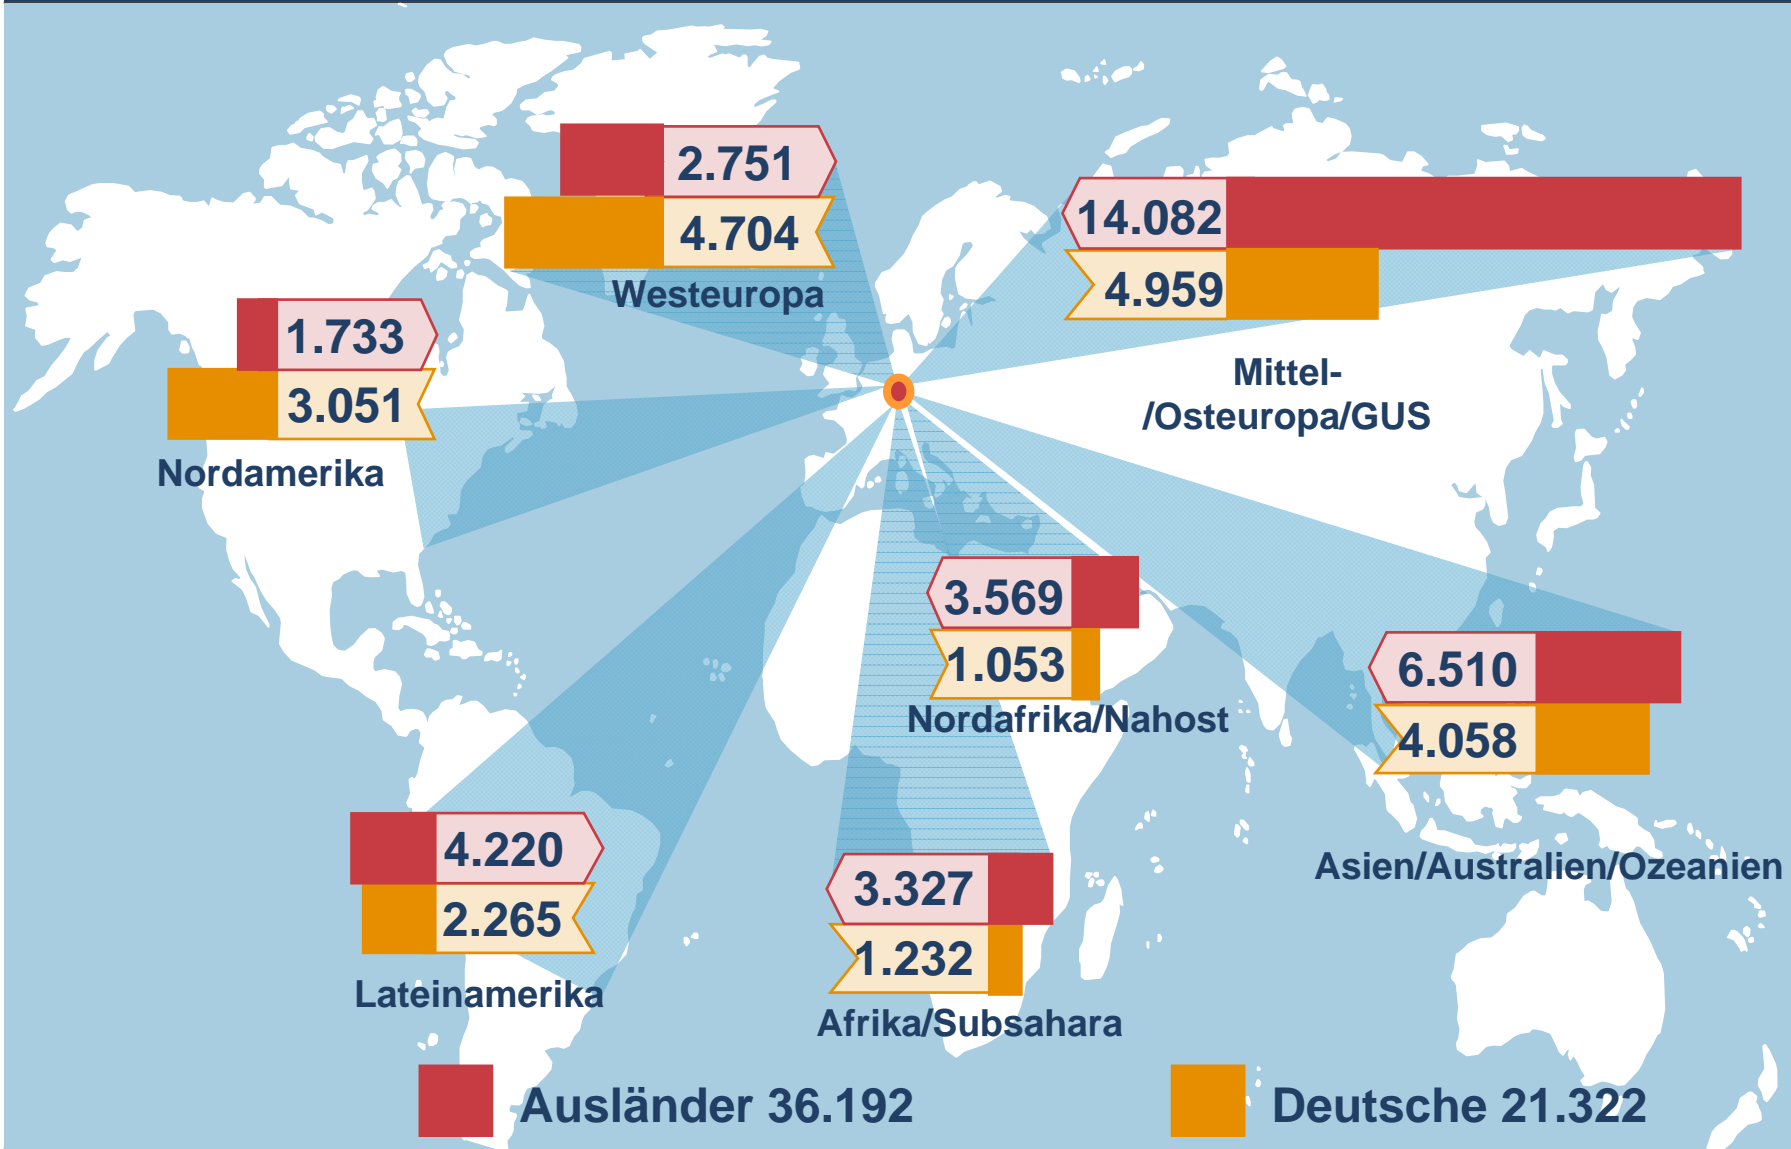 2.751
4.704
Westeuropa
14.082
4.959
Mittel-
/Osteuropa/GUS
1.733
3.051
Nordamerika
3.569
1.053
Nordafrika/Nahost
6.510
4.058
Asien/Australien/Ozeanien
4.220
2.265
Lateinamerika
3.327
1.232
Afrika/Subsahara
Ausländer 36.192
Deutsche 21.322